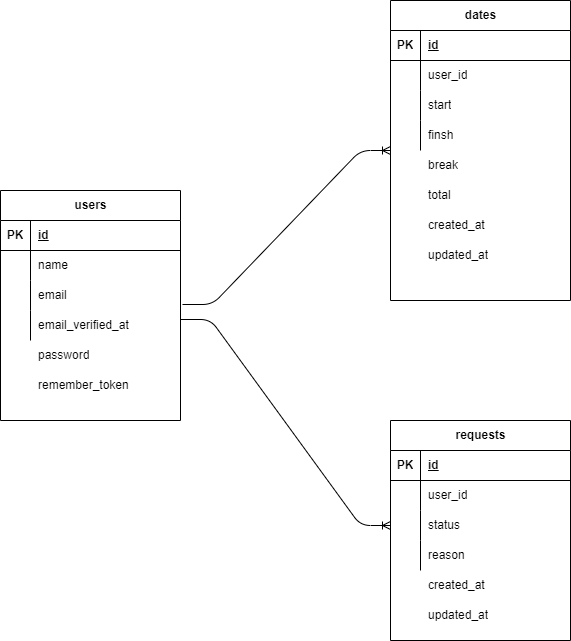 dates
PK id
user_id
start
finsh
break
total
created_at
updated_at
users
PK id
name
email
email_verified_at
password
remember_token
requests
PK id
user_id
status
reason
created_at
updated_at